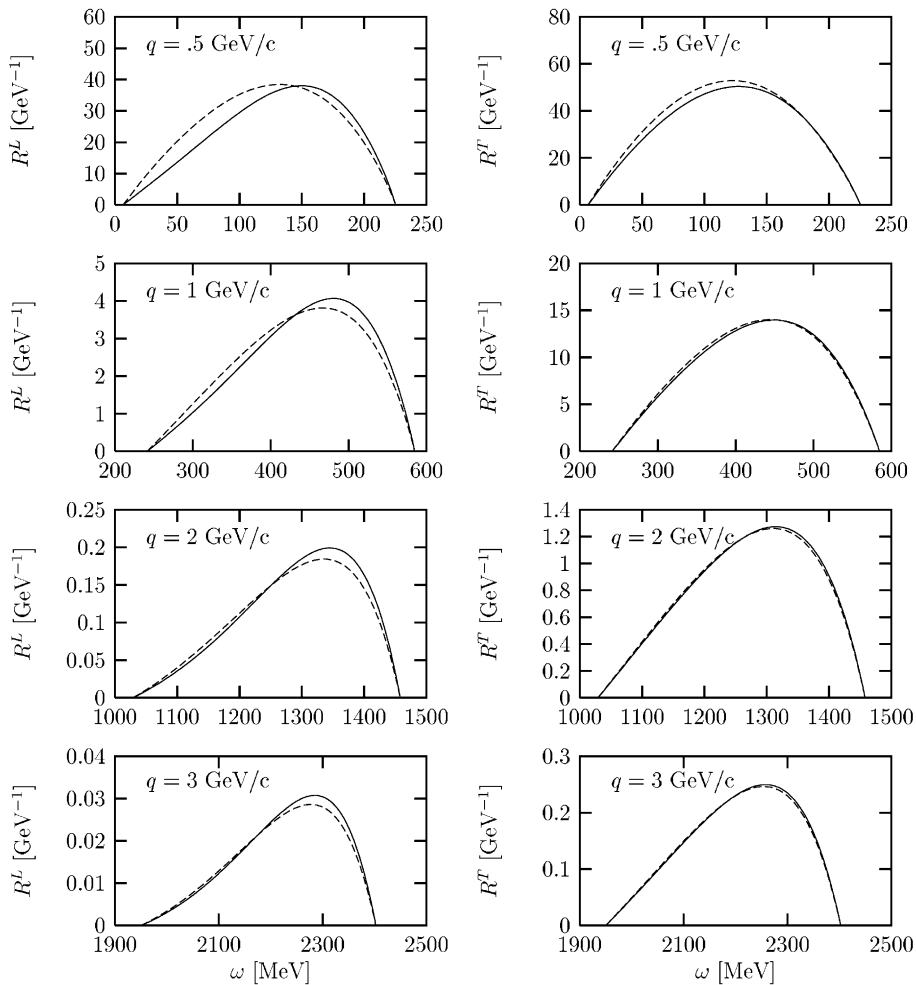 60
50
40
30
20
10
0
q = .5 GeV/c
R^L [GeV^−1]
0 50 100 150 200 250
80
60
40
20
0
q = .5 GeV/c
R^T [GeV^−1]
0 50 100 150 200 250
5
4
3
2
1
0
q = 1 GeV/c
R^L [GeV^−1]
200 300 400 500 600
20
15
10
5
0
q = 1 GeV/c
R^T [GeV^−1]
200 300 400 500 600
0.25
0.2
0.15
0.1
0.05
0
q = 2 GeV/c
R^L [GeV^−1]
1000 1100 1200 1300 1400 1500
1.4
1.2
1
0.8
0.6
0.4
0.2
0
q = 2 GeV/c
R^T [GeV^−1]
1000 1100 1200 1300 1400 1500
0.04
0.03
0.02
0.01
0
q = 3 GeV/c
R^L [GeV^−1]
1900 2100 2300 2500
ω [MeV]
0.3
0.2
0.1
0
q = 3 GeV/c
R^T [GeV^−1]
1900 2100 2300 2500
ω [MeV]